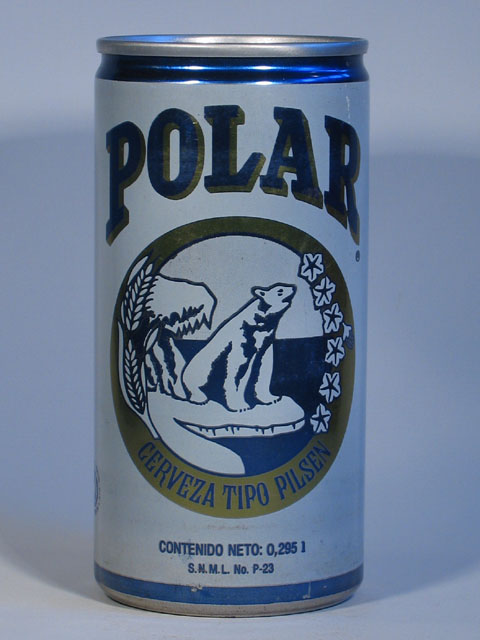 POLAR
®
CERVEZA TIPO PILSEN
CONTENIDO NETO: 0,295 l
S.N.M.L. No. P-23